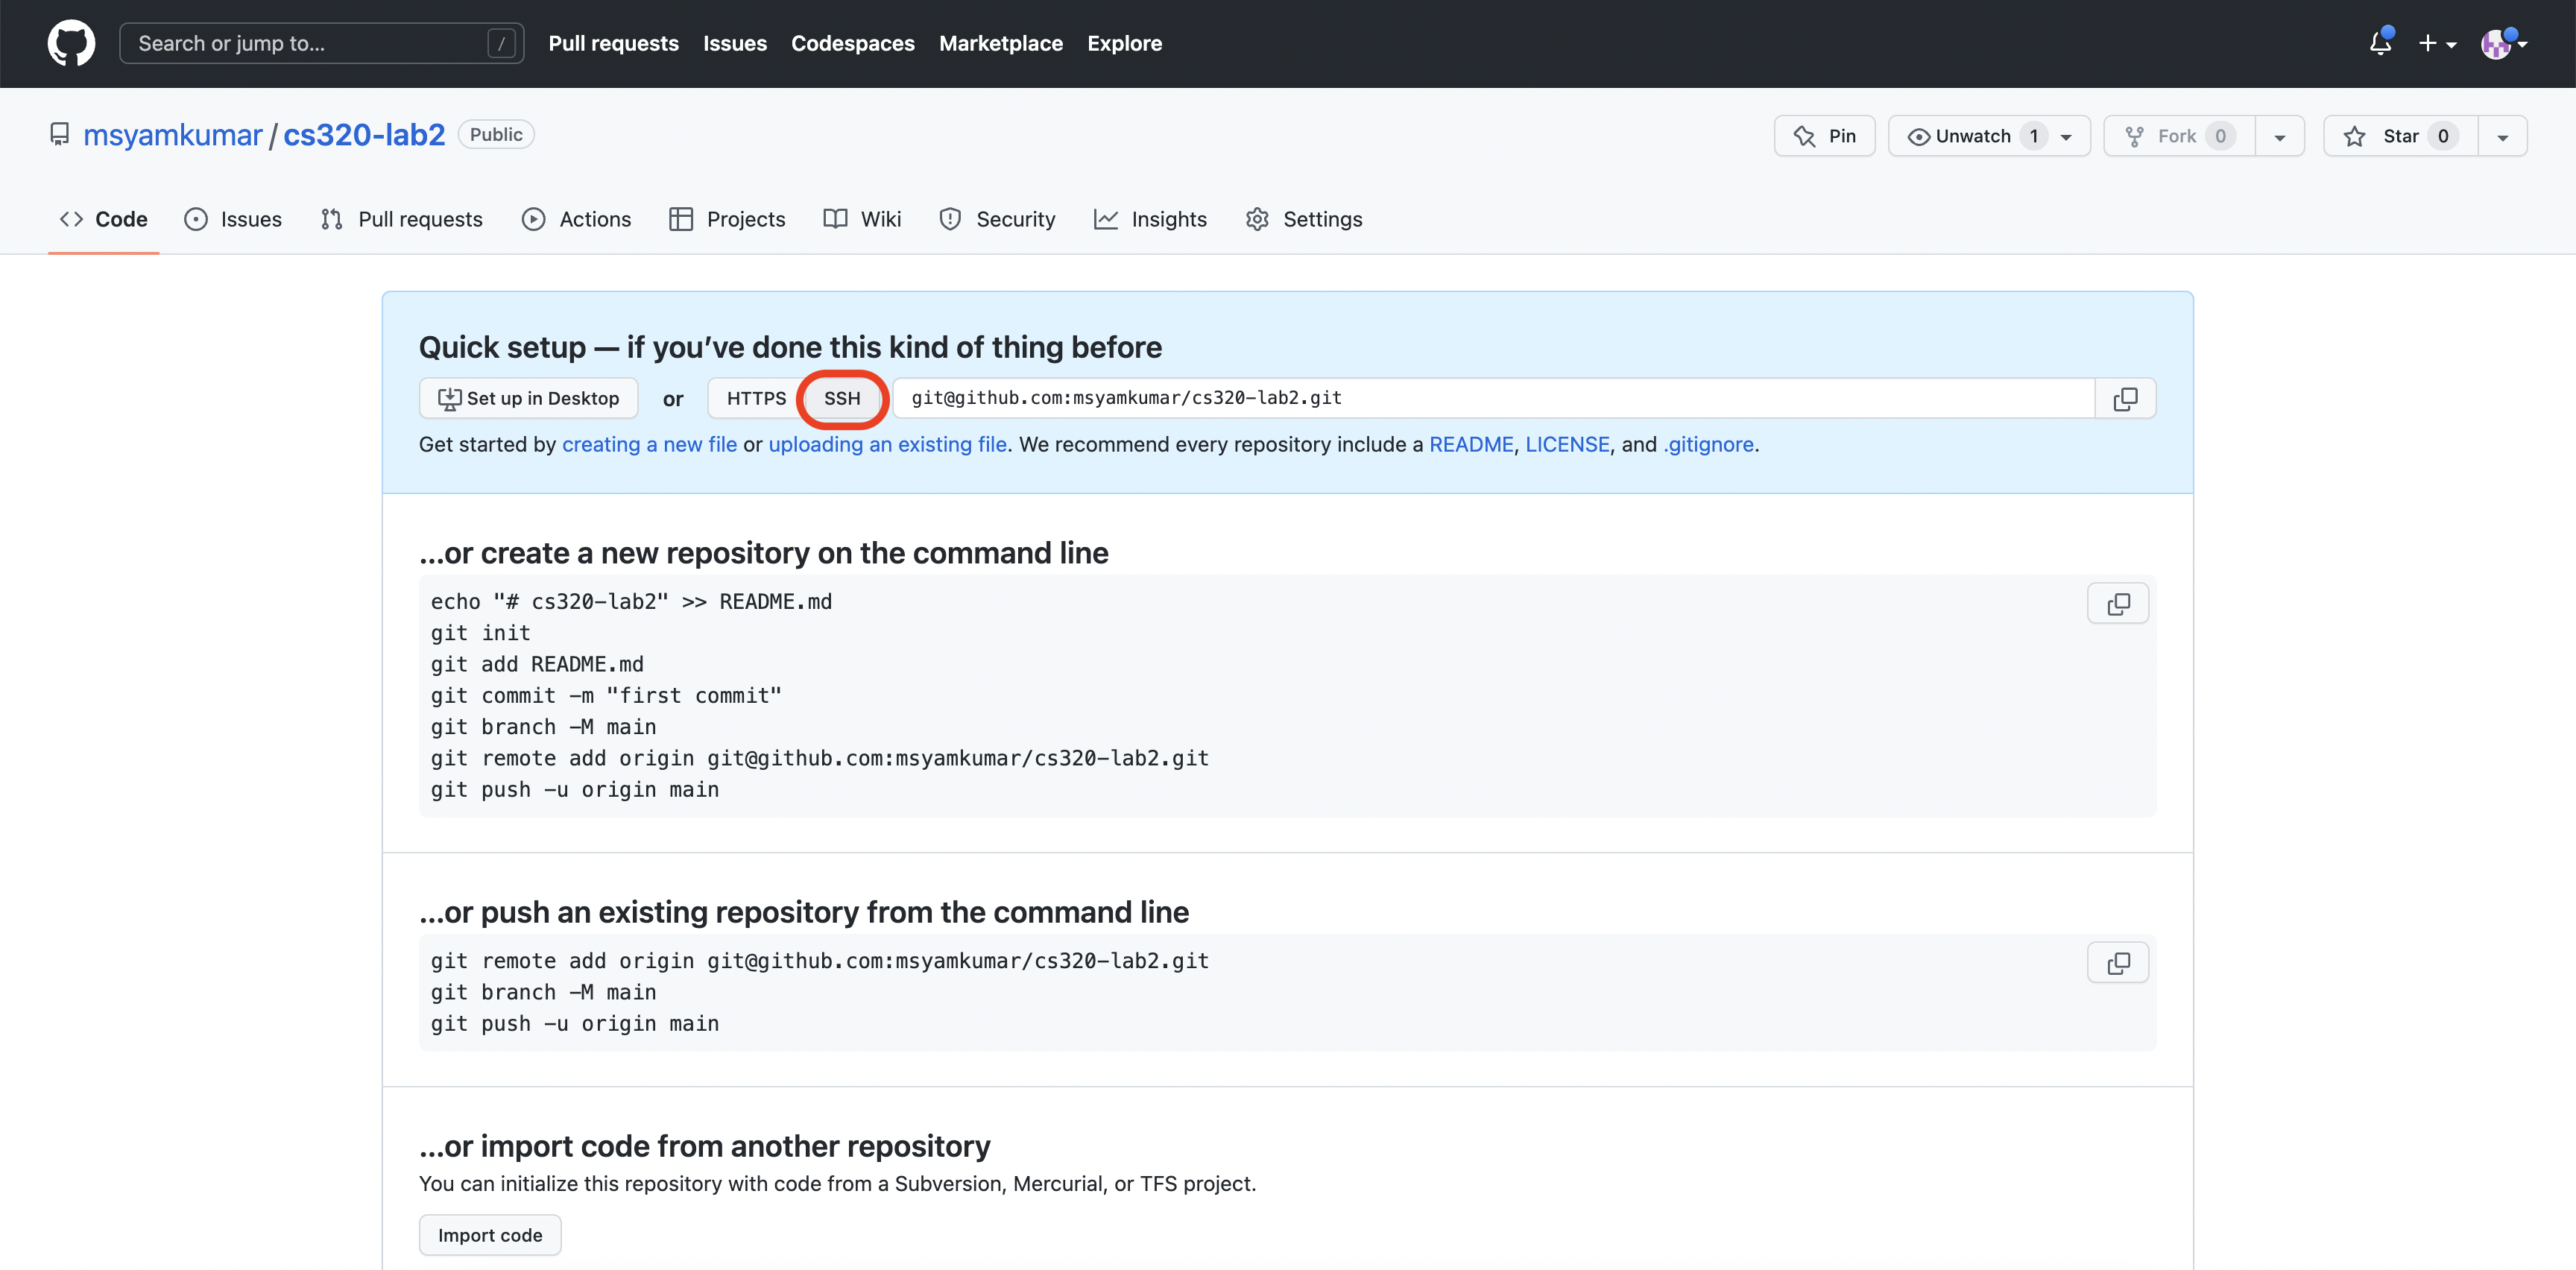 Search or jump to... /
Pull requests Issues Codespaces Marketplace Explore
msyamkumar / cs320-lab2 Public
Pin Unwatch 1 Fork 0 Star 0
Code Issues Pull requests Actions Projects Wiki Security Insights Settings
Quick setup — if you’ve done this kind of thing before
Set up in Desktop or HTTPS SSH git@github.com:msyamkumar/cs320-lab2.git
Get started by creating a new file or uploading an existing file. We recommend every repository include a README, LICENSE, and .gitignore.
…or create a new repository on the command line
echo "# cs320-lab2" >> README.md
git init
git add README.md
git commit -m "first commit"
git branch -M main
git remote add origin git@github.com:msyamkumar/cs320-lab2.git
git push -u origin main
…or push an existing repository from the command line
git remote add origin git@github.com:msyamkumar/cs320-lab2.git
git branch -M main
git push -u origin main
…or import code from another repository
You can initialize this repository with code from a Subversion, Mercurial, or TFS project.
Import code